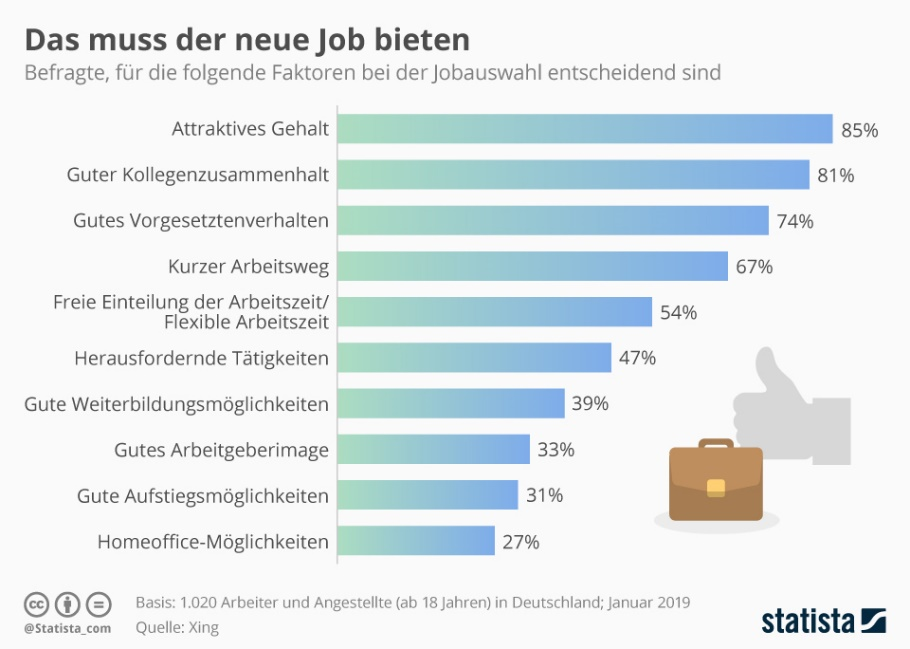 Das muss der neue Job bieten
Befragte, für die folgende Faktoren bei der Jobauswahl entscheidend sind
Attraktives Gehalt 85%
Guter Kollegenzusammenhalt 81%
Gutes Vorgesetztenverhalten 74%
Kurzer Arbeitsweg 67%
Freie Einteilung der Arbeitszeit/
Flexible Arbeitszeit 54%
Herausfordernde Tätigkeiten 47%
Gute Weiterbildungsmöglichkeiten 39%
Gutes Arbeitgeberimage 33%
Gute Aufstiegsmöglichkeiten 31%
Homeoffice-Möglichkeiten 27%
cc
@Statista_com
Basis: 1.020 Arbeiter und Angestellte (ab 18 Jahren) in Deutschland; Januar 2019
Quelle: Xing
statista